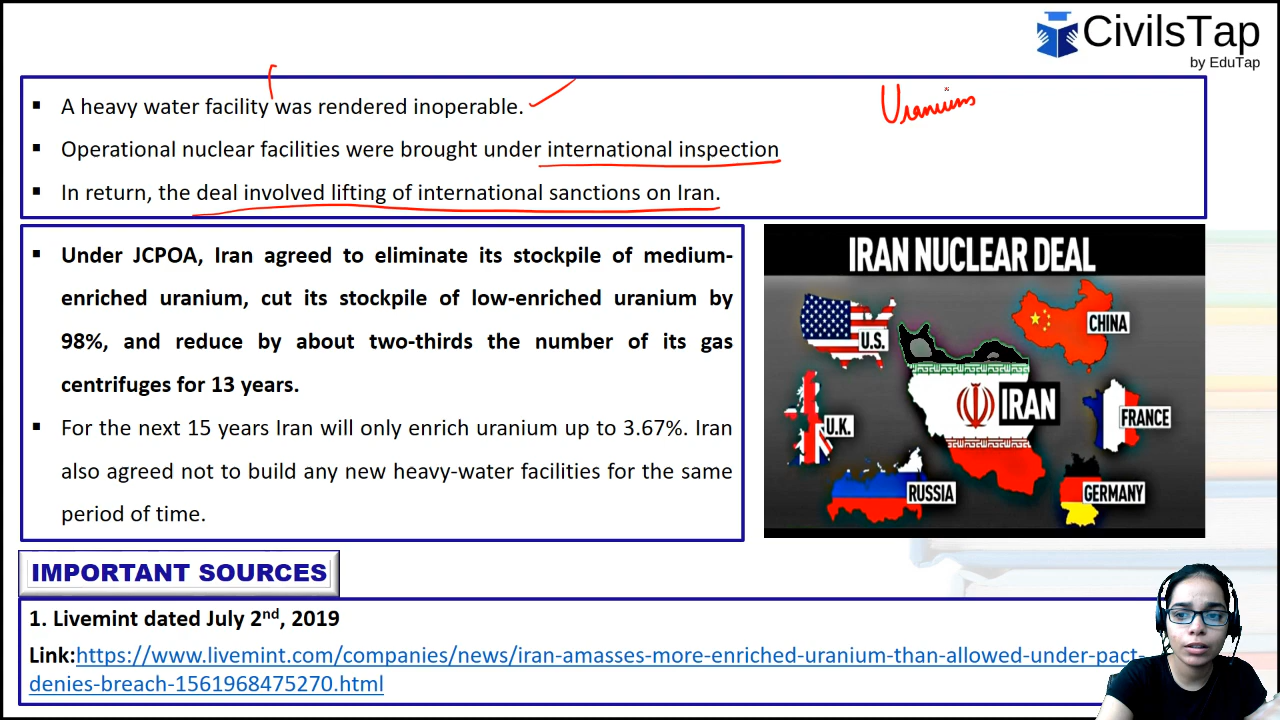 CivilsTap
by EduTap
▪ A heavy water facility was rendered inoperable.
Uranium
▪ Operational nuclear facilities were brought under international inspection
▪ In return, the deal involved lifting of international sanctions on Iran.
▪ Under JCPOA, Iran agreed to eliminate its stockpile of medium-
enriched uranium, cut its stockpile of low-enriched uranium by
98%, and reduce by about two-thirds the number of its gas
centrifuges for 13 years.
▪ For the next 15 years Iran will only enrich uranium up to 3.67%. Iran
also agreed not to build any new heavy-water facilities for the same
period of time.
IRAN NUCLEAR DEAL
U.S.
CHINA
IRAN
U.K.
FRANCE
RUSSIA
GERMANY
IMPORTANT SOURCES
1. Livemint dated July 2nd, 2019
Link:https://www.livemint.com/companies/news/iran-amasses-more-enriched-uranium-than-allowed-under-pact-
denies-breach-1561968475270.html